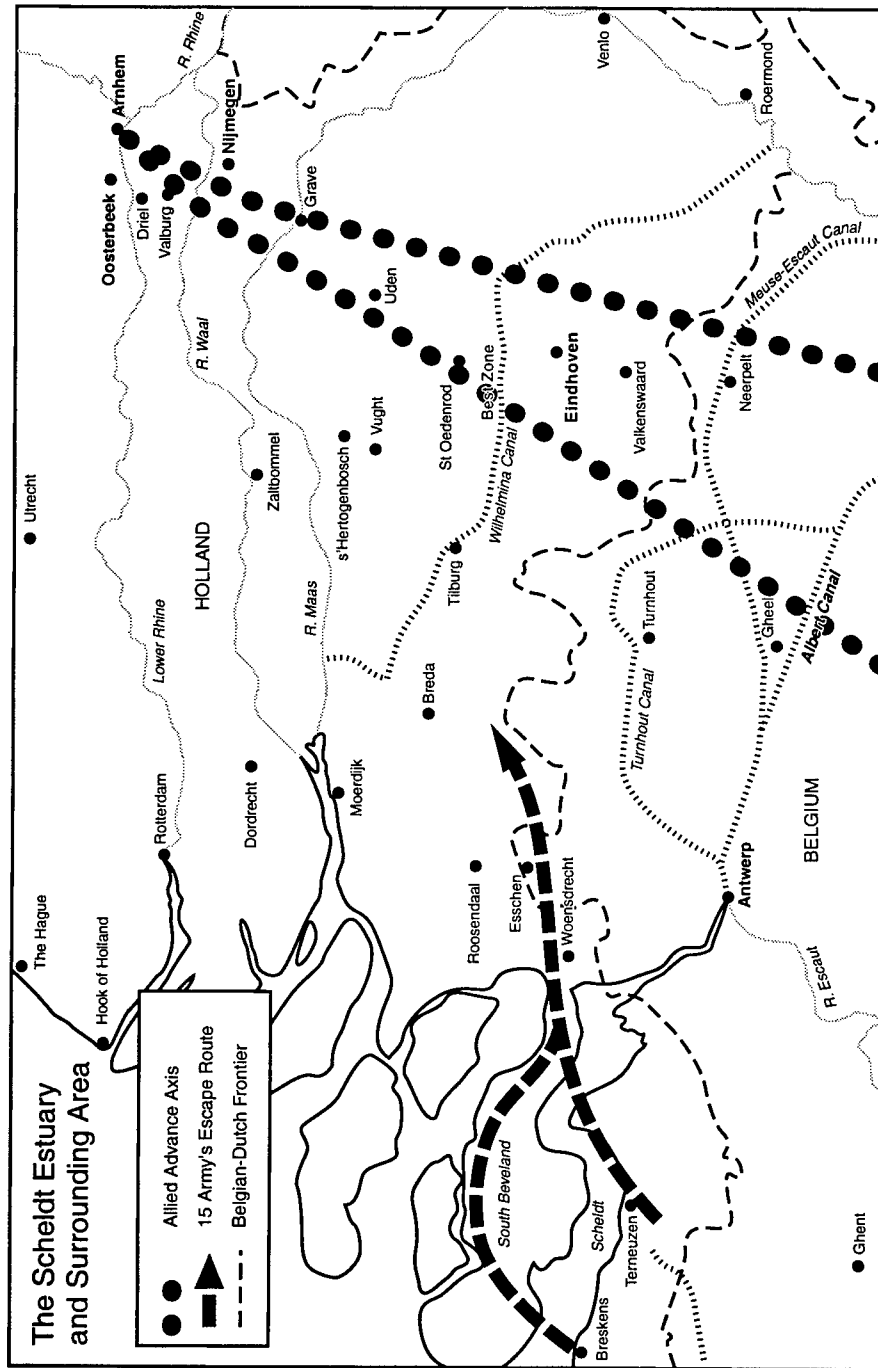 The Scheldt Estuary
and Surrounding Area
Allied Advance Axis
15 Army's Escape Route
Belgian-Dutch Frontier
The Hague
Hook of Holland
Rotterdam
Utrecht
Lower Rhine
HOLLAND
Dordrecht
Moerdijk
Zaltbommel
R. Waal
R. Maas
s'Hertogenbosch
Vught
Oosterbeek
Arnhem
R. Rhine
Driel
Valburg
Nijmegen
Grave
Uden
St Oedenrod
Best Zone
Wilhelmina Canal
Tilburg
Breda
Roosendaal
Esschen
Woensdrecht
Eindhoven
Valkenswaard
Venlo
Roermond
Meuse-Escaut Canal
Neerpelt
Turnhout
Turnhout Canal
Gheel
Albert Canal
Antwerp
BELGIUM
R. Escaut
South Beveland
Scheldt
Terneuzen
Breskens
Ghent